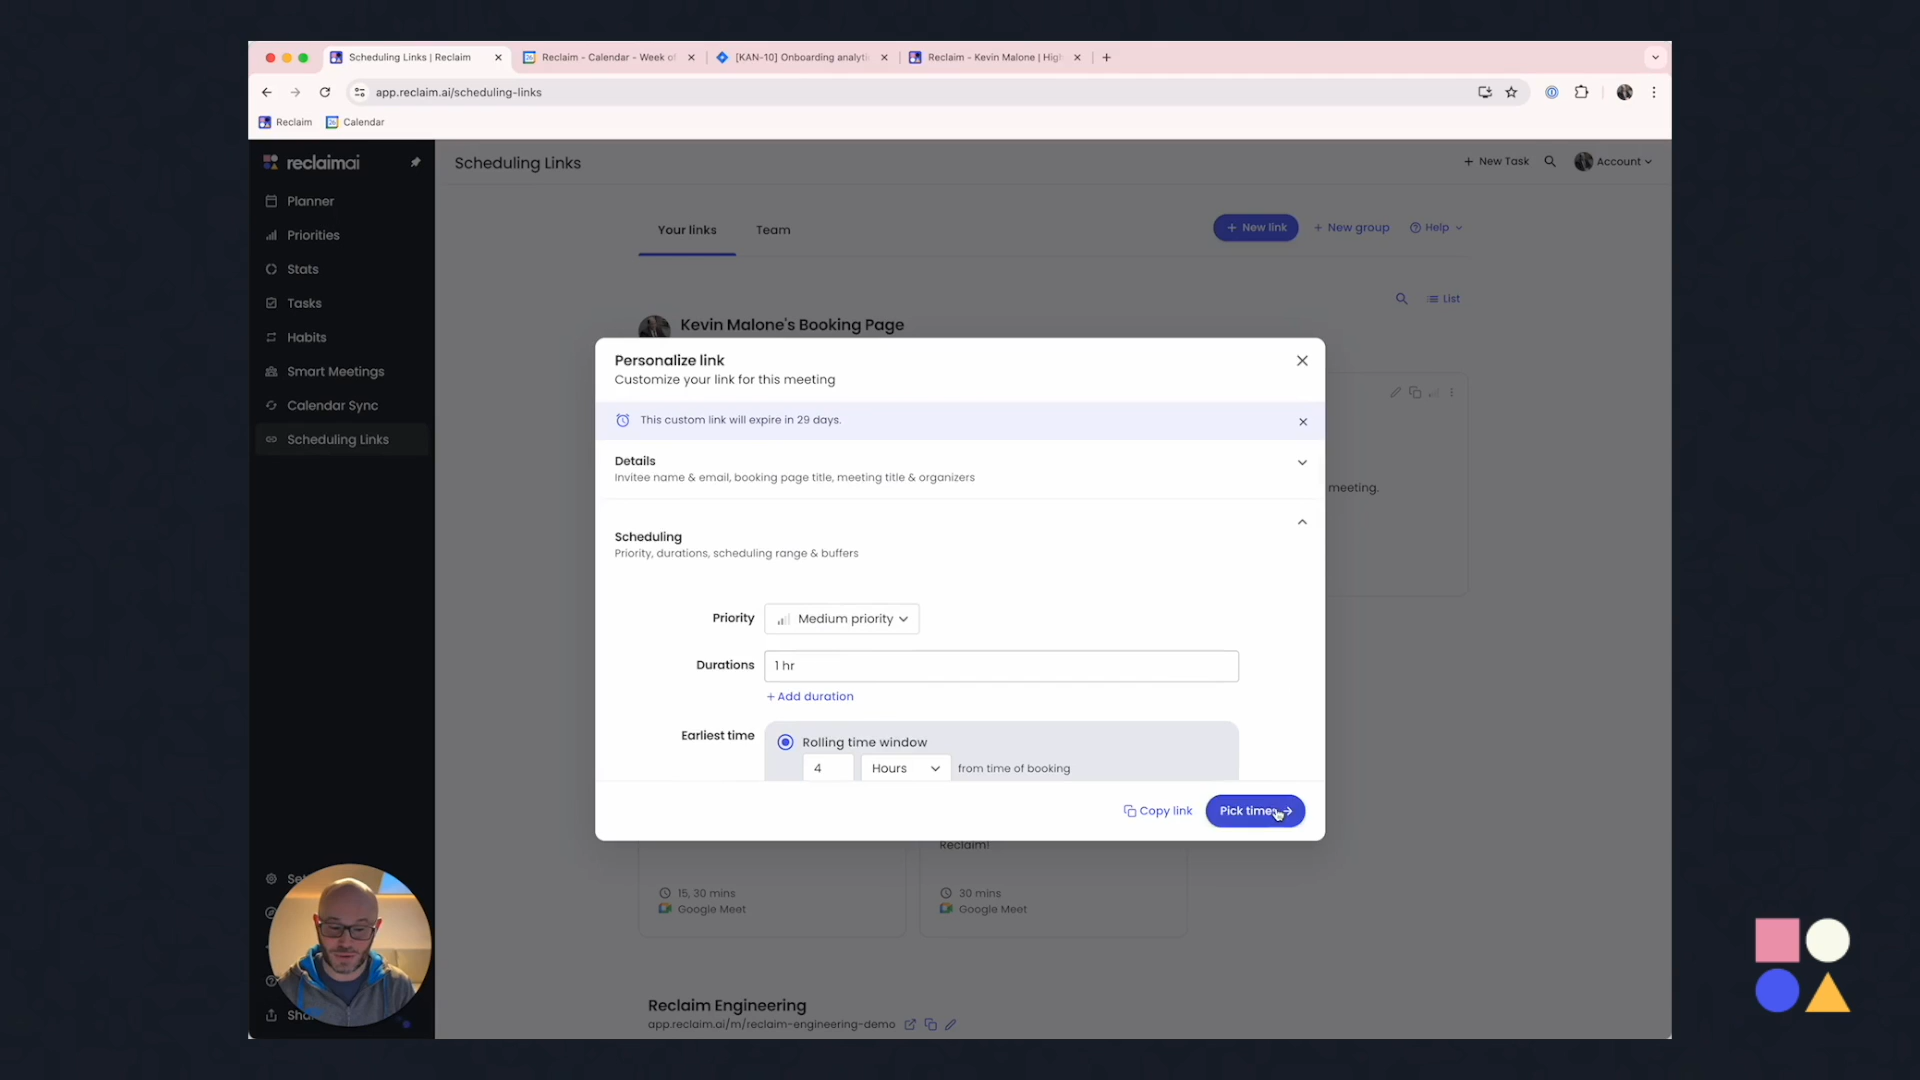 Scheduling Links | Reclaim
Reclaim - Calendar - Week of
[KAN-10] Onboarding analyti
Reclaim - Kevin Malone | High
app.reclaim.ai/scheduling-links
Reclaim
Calendar
reclaimai
Scheduling Links
+ New Task
Account
Planner
Priorities
Stats
Tasks
Habits
Smart Meetings
Calendar Sync
Scheduling Links
Your links
Team
+ New link
+ New group
Help
List
Kevin Malone's Booking Page
Personalize link
Customize your link for this meeting
This custom link will expire in 29 days.
Details
Invitee name & email, booking page title, meeting title & organizers
meeting.
Scheduling
Priority, durations, scheduling range & buffers
Priority
Medium priority
Durations
1 hr
+ Add duration
Earliest time
Rolling time window
4
Hours
from time of booking
Copy link
Pick times
Reclaim!
15, 30 mins
Google Meet
30 mins
Google Meet
Reclaim Engineering
app.reclaim.ai/m/reclaim-engineering-demo